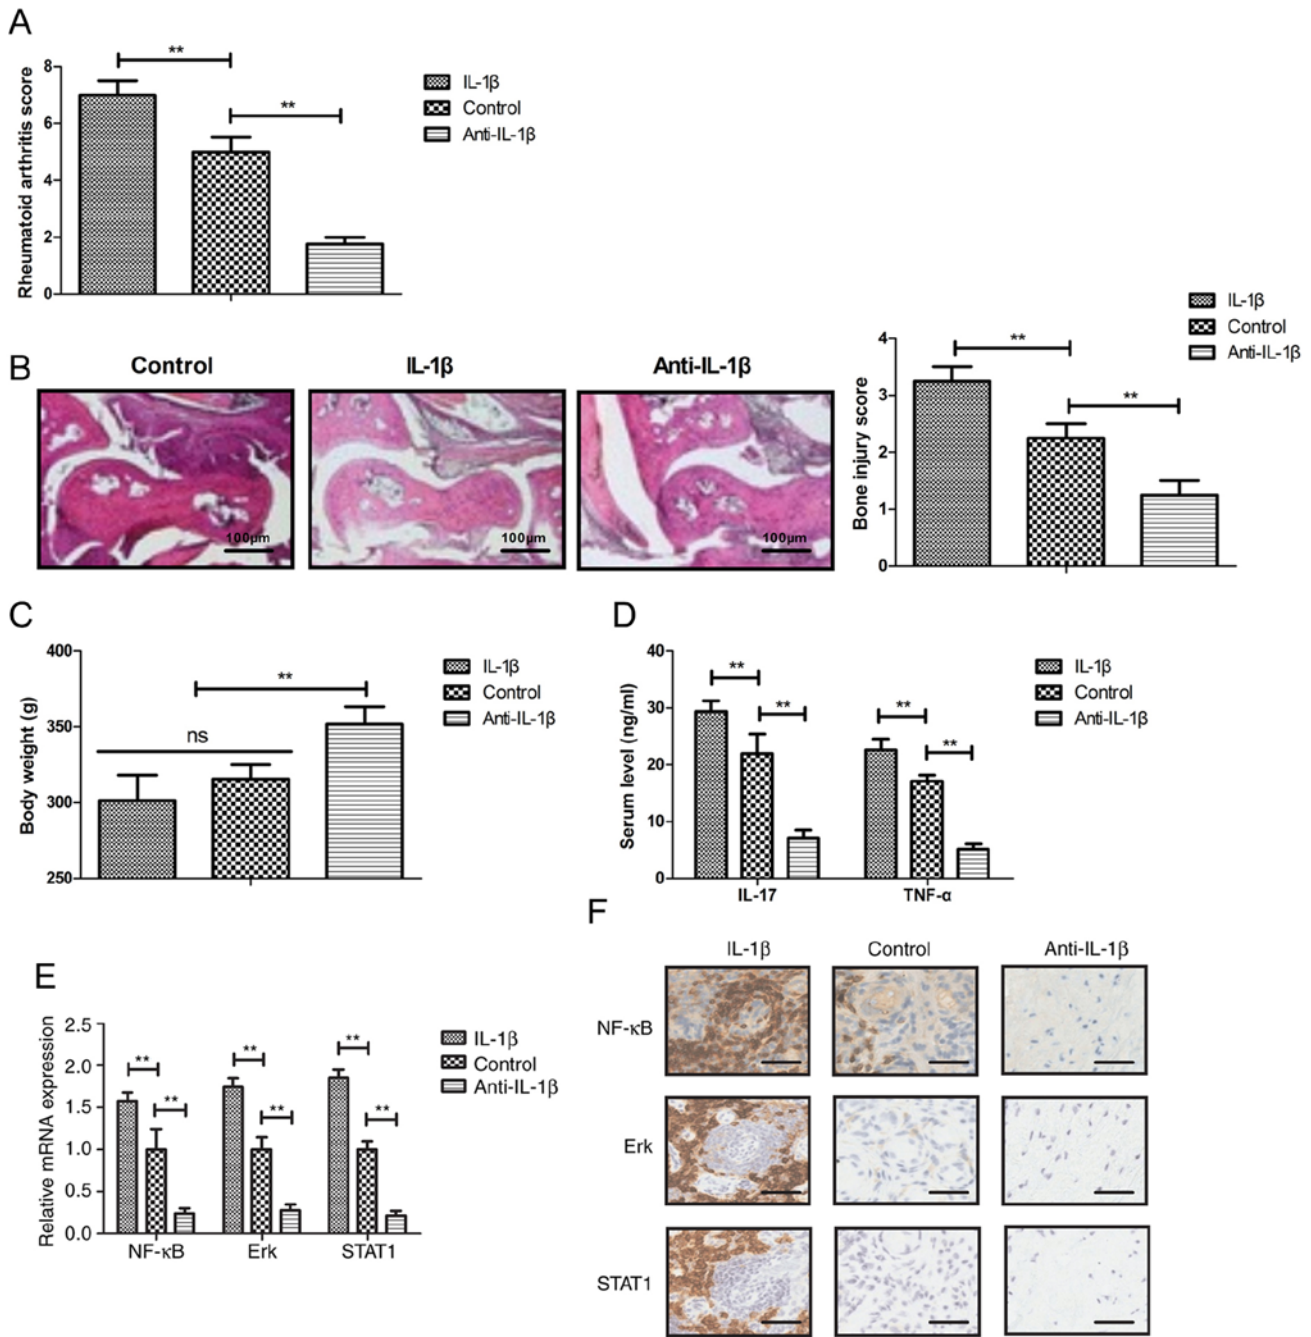 A
**
**
8
6
4
2
0
Rheumatoid arthritis score
IL-1β
Control
Anti-IL-1β
B
Control
IL-1β
Anti-IL-1β
100μm
100μm
100μm
IL-1β
Control
Anti-IL-1β
**
**
4
3
2
1
0
Bone injury score
C
400
350
300
250
Body weight (g)
**
ns
IL-1β
Control
Anti-IL-1β
D
40
30
20
10
0
Serum level (ng/ml)
**
**
**
**
IL-17
TNF-α
IL-1β
Control
Anti-IL-1β
E
2.5
2.0
1.5
1.0
0.5
0.0
Relative mRNA expression
**
**
**
**
**
**
NF-κB
Erk
STAT1
IL-1β
Control
Anti-IL-1β
F
IL-1β
Control
Anti-IL-1β
NF-κB
Erk
STAT1